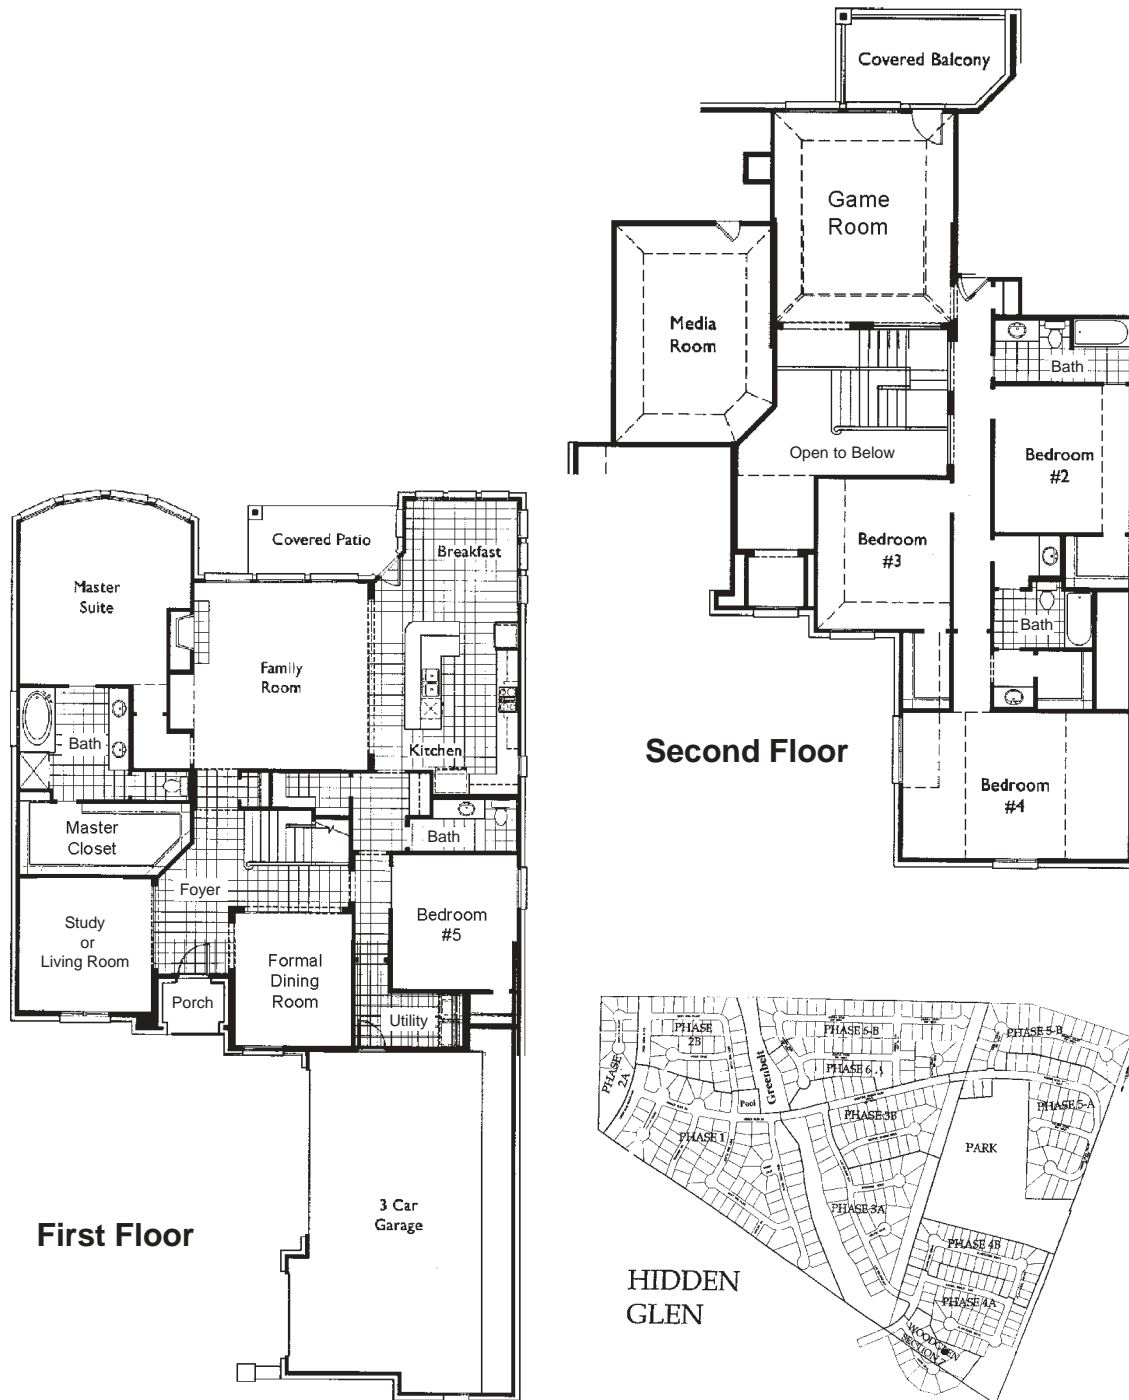 Covered Balcony
Game
Room
Media
Room
Bath
Open to Below
Bedroom
#2
Bedroom
#3
Bath
Bedroom
#4
Second Floor
Covered Patio
Breakfast
Master
Suite
Family
Room
Bath
Kitchen
Master
Closet
Bath
Foyer
Study
or
Living Room
Bedroom
#5
Formal
Dining
Room
Porch
Utility
3 Car
Garage
First Floor
PHASE
2B
PHASE 6-B
PHASE 5-B
PHASE
2A
Greenbelt
Pool
PHASE 5-A
PHASE 1
PHASE 3B
PARK
PHASE 3A
PHASE 4B
PHASE 4A
WOODGLEN
SECTION 7
HIDDEN
GLEN